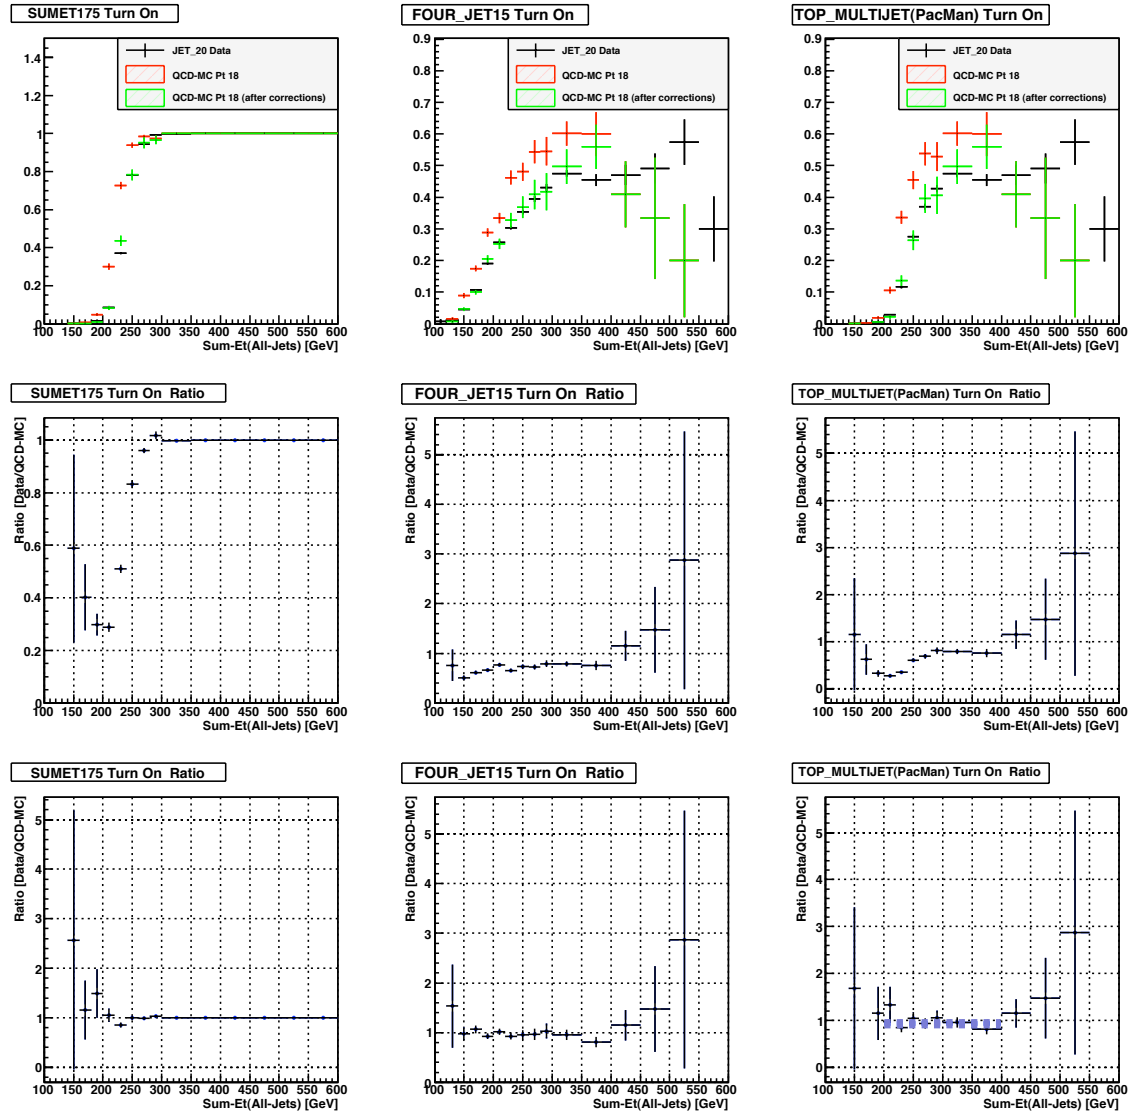 SUMET175 Turn On
JET_20 Data
QCD-MC Pt 18
QCD-MC Pt 18 (after corrections)
1.4
1.2
1
0.8
0.6
0.4
0.2
0
100 150 200 250 300 350 400 450 500 550 600
Sum-Et(All-Jets) [GeV]
FOUR_JET15 Turn On
JET_20 Data
QCD-MC Pt 18
QCD-MC Pt 18 (after corrections)
0.9
0.8
0.7
0.6
0.5
0.4
0.3
0.2
0.1
0
100 150 200 250 300 350 400 450 500 550 600
Sum-Et(All-Jets) [GeV]
TOP_MULTIJET(PacMan) Turn On
JET_20 Data
QCD-MC Pt 18
QCD-MC Pt 18 (after corrections)
0.9
0.8
0.7
0.6
0.5
0.4
0.3
0.2
0.1
0
100 150 200 250 300 350 400 450 500 550 600
Sum-Et(All-Jets) [GeV]
SUMET175 Turn On Ratio
Ratio [Data/QCD-MC]
1
0.8
0.6
0.4
0.2
0
100 150 200 250 300 350 400 450 500 550 600
Sum-Et(All-Jets) [GeV]
FOUR_JET15 Turn On Ratio
Ratio [Data/QCD-MC]
5
4
3
2
1
0
100 150 200 250 300 350 400 450 500 550 600
Sum-Et(All-Jets) [GeV]
TOP_MULTIJET(PacMan) Turn On Ratio
Ratio [Data/QCD-MC]
5
4
3
2
1
0
100 150 200 250 300 350 400 450 500 550 600
Sum-Et(All-Jets) [GeV]
SUMET175 Turn On Ratio
Ratio [Data/QCD-MC]
5
4
3
2
1
0
100 150 200 250 300 350 400 450 500 550 600
Sum-Et(All-Jets) [GeV]
FOUR_JET15 Turn On Ratio
Ratio [Data/QCD-MC]
5
4
3
2
1
0
100 150 200 250 300 350 400 450 500 550 600
Sum-Et(All-Jets) [GeV]
TOP_MULTIJET(PacMan) Turn On Ratio
Ratio [Data/QCD-MC]
5
4
3
2
1
0
100 150 200 250 300 350 400 450 500 550 600
Sum-Et(All-Jets) [GeV]